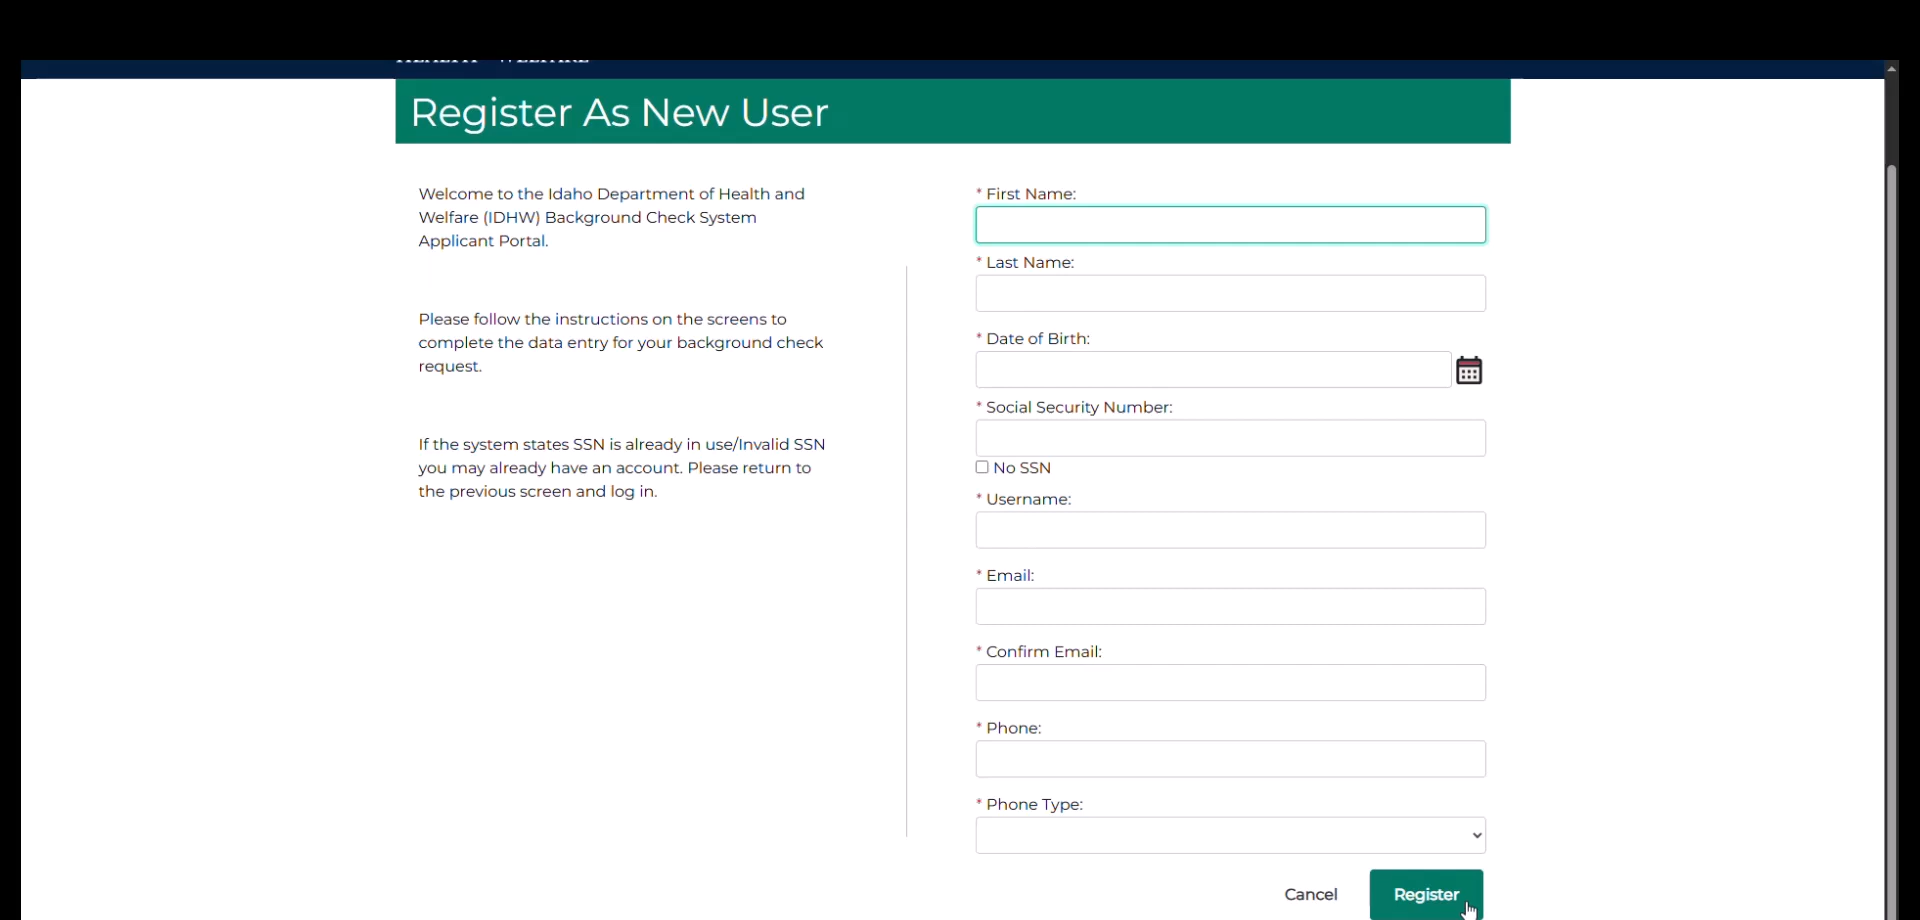 Register As New User
Welcome to the Idaho Department of Health and
Welfare (IDHW) Background Check System
Applicant Portal.
Please follow the instructions on the screens to
complete the data entry for your background check
request.
If the system states SSN is already in use/Invalid SSN
you may already have an account. Please return to
the previous screen and log in.
* First Name:
* Last Name:
* Date of Birth:
* Social Security Number:
No SSN
* Username:
* Email:
* Confirm Email:
* Phone:
* Phone Type:
Cancel
Register